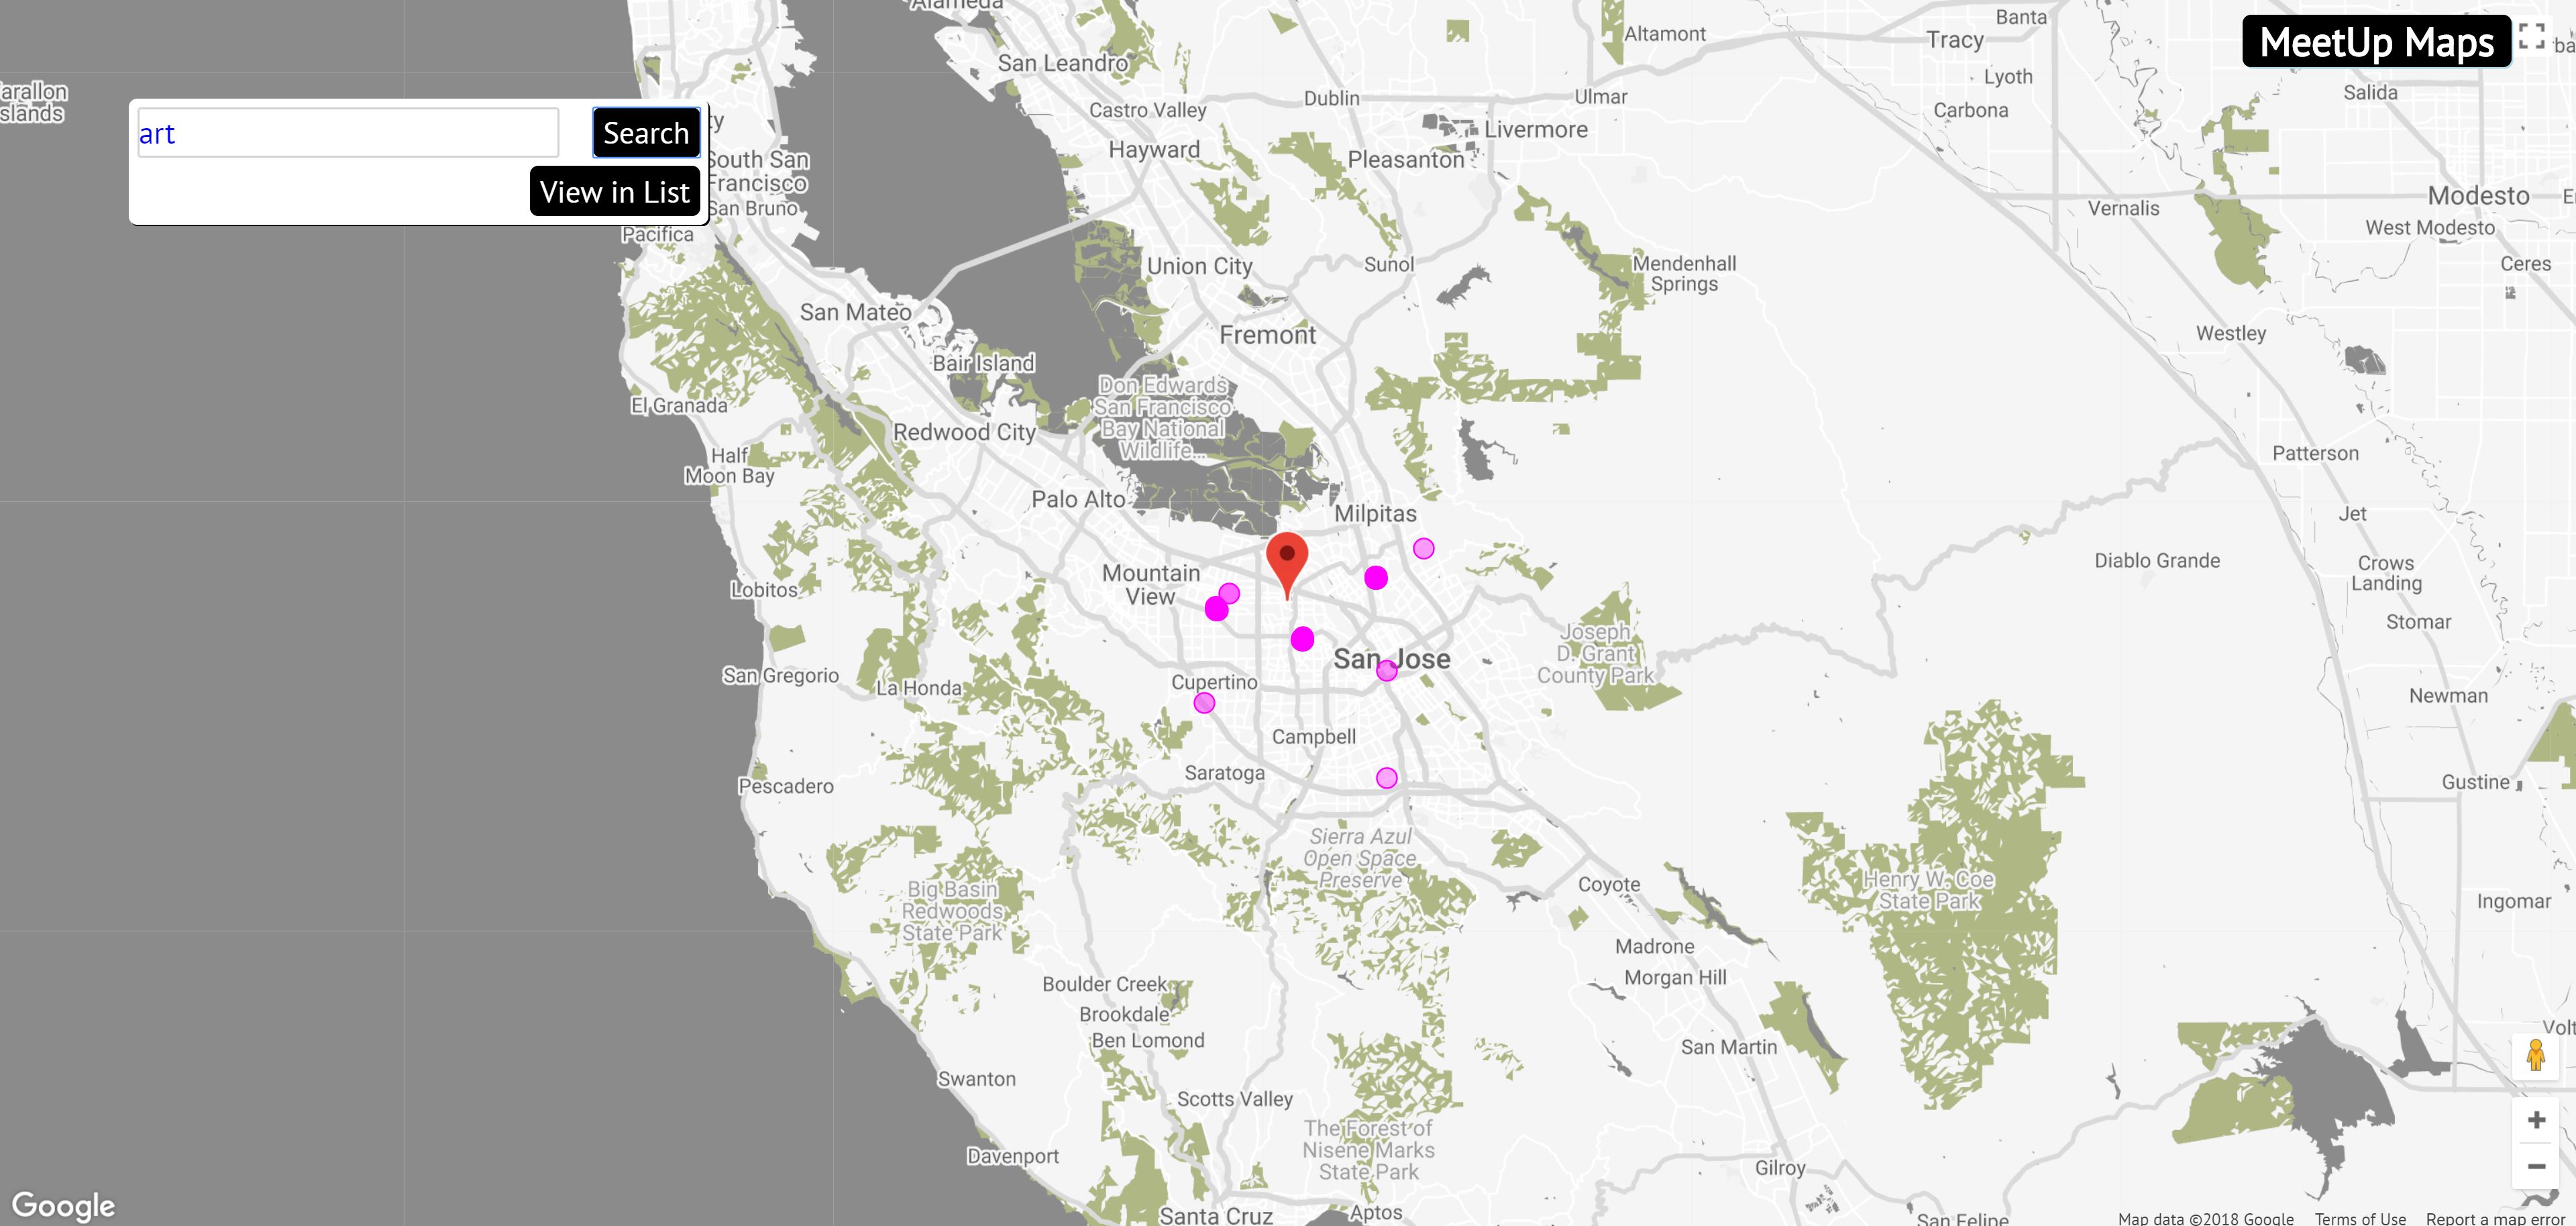 Alameda
Banta
MeetUp Maps
Altamont
Tracy
San Leandro
Lyoth
arallon
slands
Castro Valley
Dublin
Ulmar
Carbona
Salida
art
Search
Hayward
Livermore
Pleasanton
South San
Francisco
View in List
Modesto
San Bruno
Vernalis
West Modesto
Pacifica
Union City
Sunol
Mendenhall
Springs
Ceres
San Mateo
Fremont
Westley
Bair Island
Don Edwards
San Francisco
Bay National
Wildlife...
El Granada
Redwood City
Half
Moon Bay
Patterson
Palo Alto
Milpitas
Jet
Mountain
View
Diablo Grande
Crows
Landing
Lobitos
Stomar
Joseph
D. Grant
County Park
San Jose
San Gregorio
La Honda
Cupertino
Newman
Campbell
Saratoga
Pescadero
Gustine
Sierra Azul
Open Space
Preserve
Big Basin
Redwoods
State Park
Coyote
Henry W. Coe
State Park
Ingomar
Madrone
Morgan Hill
Boulder Creek
Brookdale
Ben Lomond
Volt
San Martin
Swanton
Scotts Valley
The Forest of
Nisene Marks
State Park
Davenport
Gilroy
Google
Santa Cruz
Aptos
San Felipe
Map data ©2018 Google
Terms of Use
Report a map error